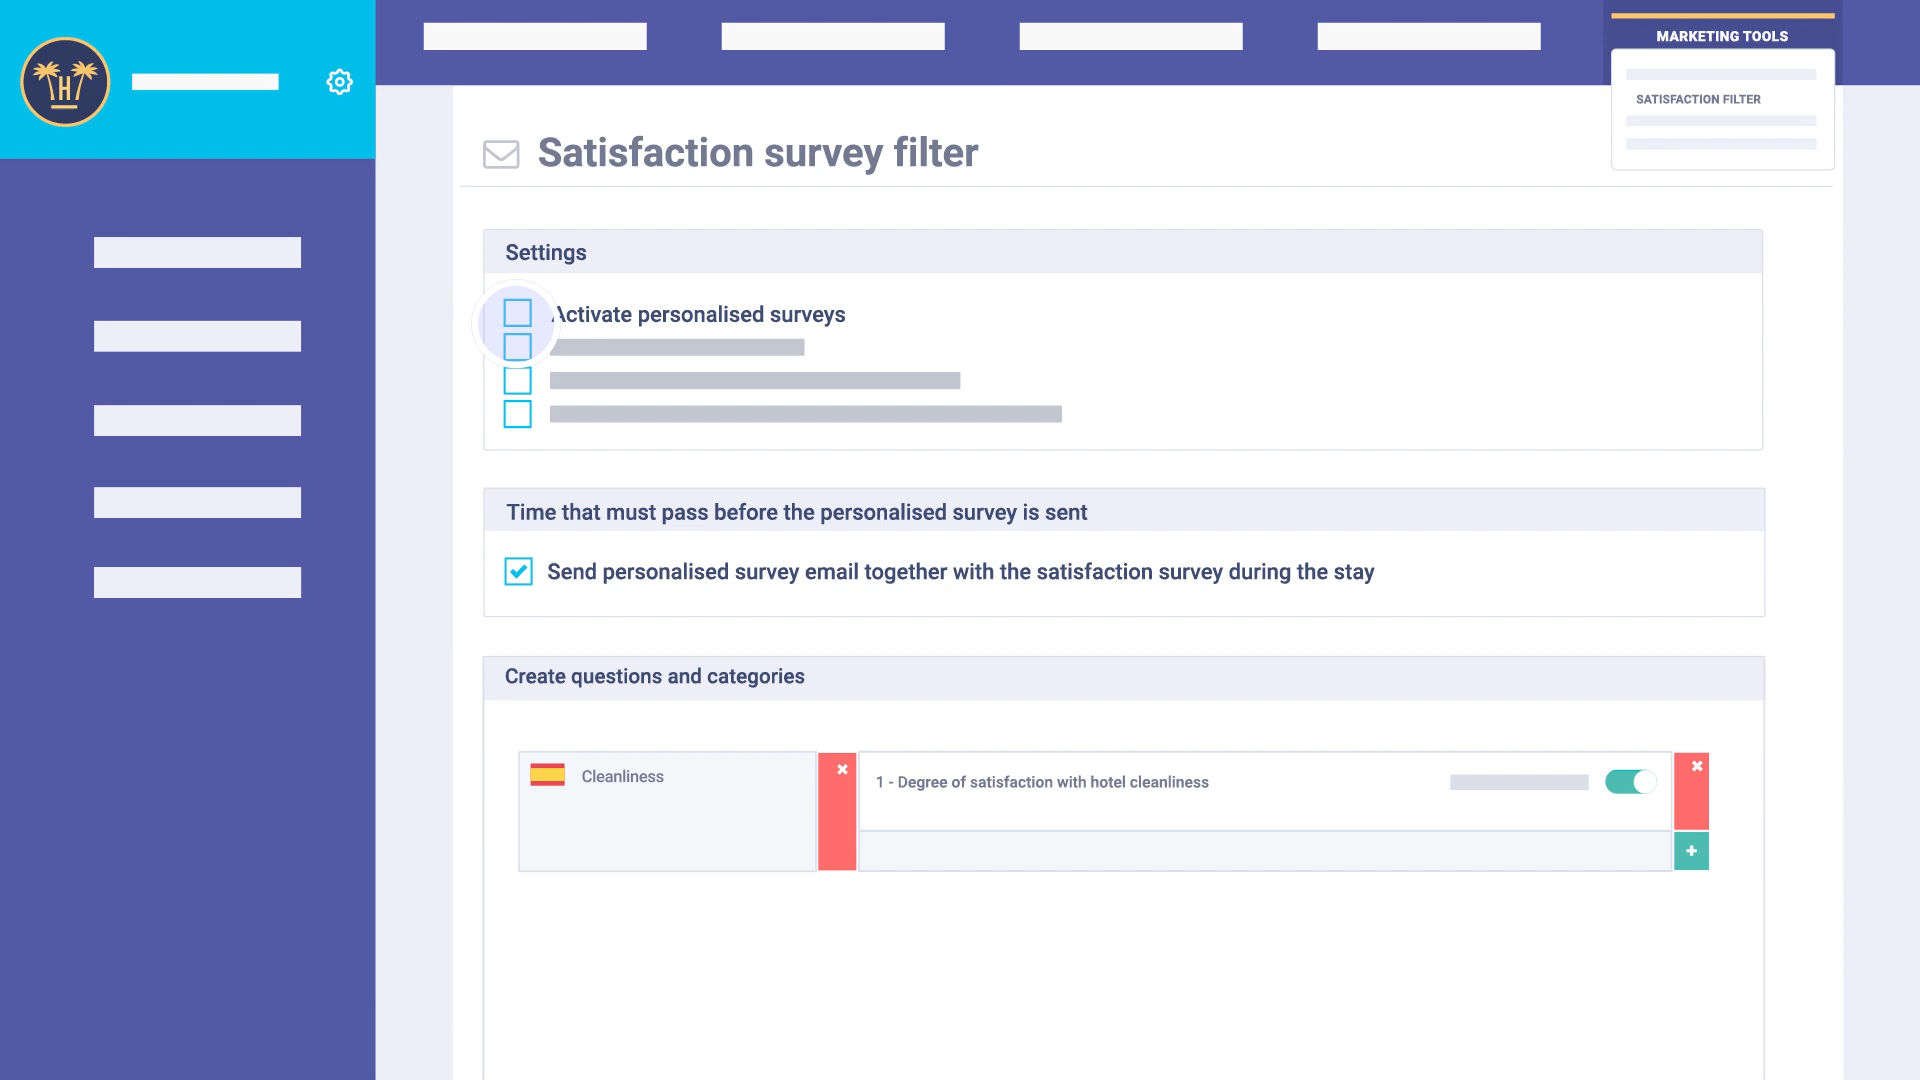 H
MARKETING TOOLS
SATISFACTION FILTER
Satisfaction survey filter
Settings
Activate personalised surveys
Time that must pass before the personalised survey is sent
Send personalised survey email together with the satisfaction survey during the stay
Create questions and categories
Cleanliness
1 - Degree of satisfaction with hotel cleanliness